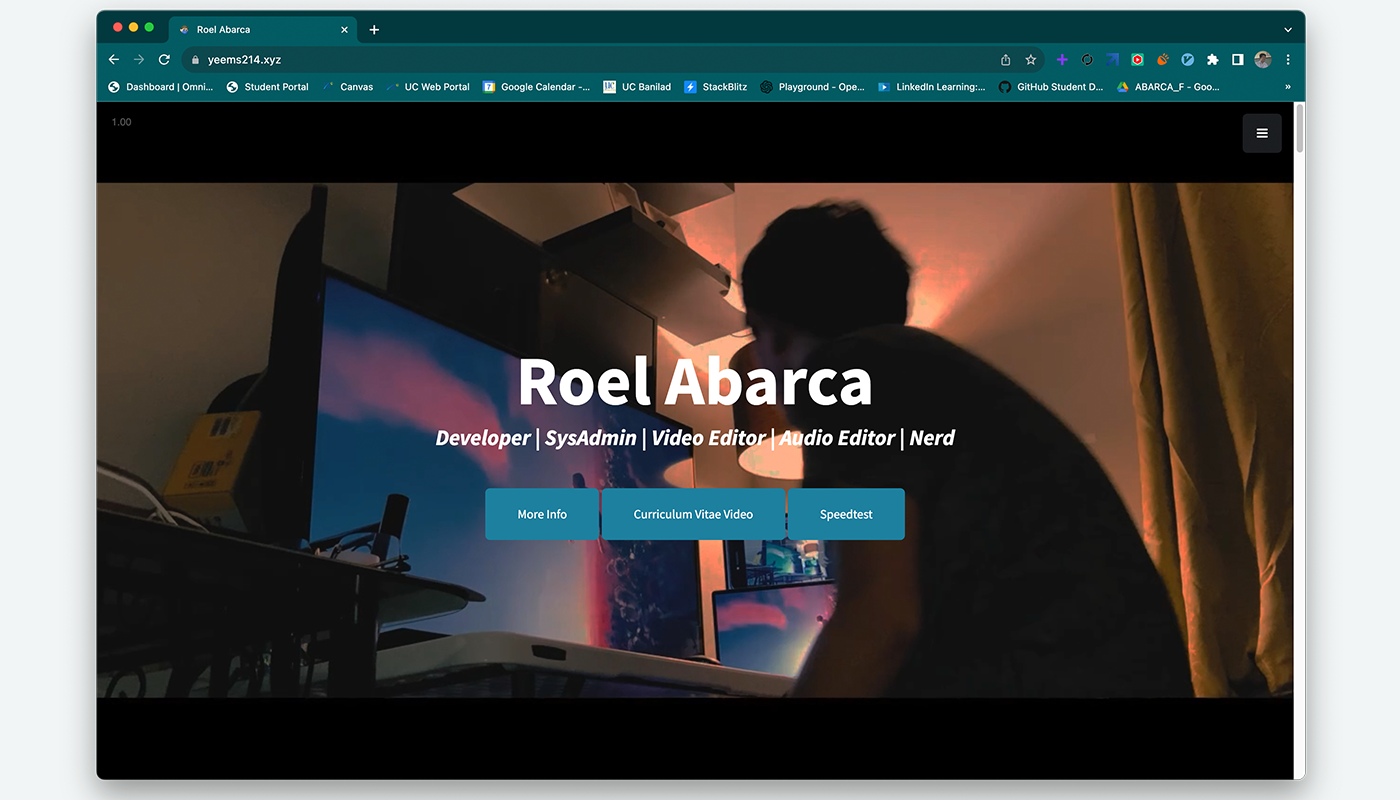 Roel Abarca
yeems214.xyz
Dashboard | Omni... Student Portal Canvas UC Web Portal Google Calendar -... UC Banilad StackBlitz Playground - Ope... LinkedIn Learning:... GitHub Student D... ABARCA_F - Goo... »
1.00
Roel Abarca
Developer | SysAdmin | Video Editor | Audio Editor | Nerd
More Info Curriculum Vitae Video Speedtest